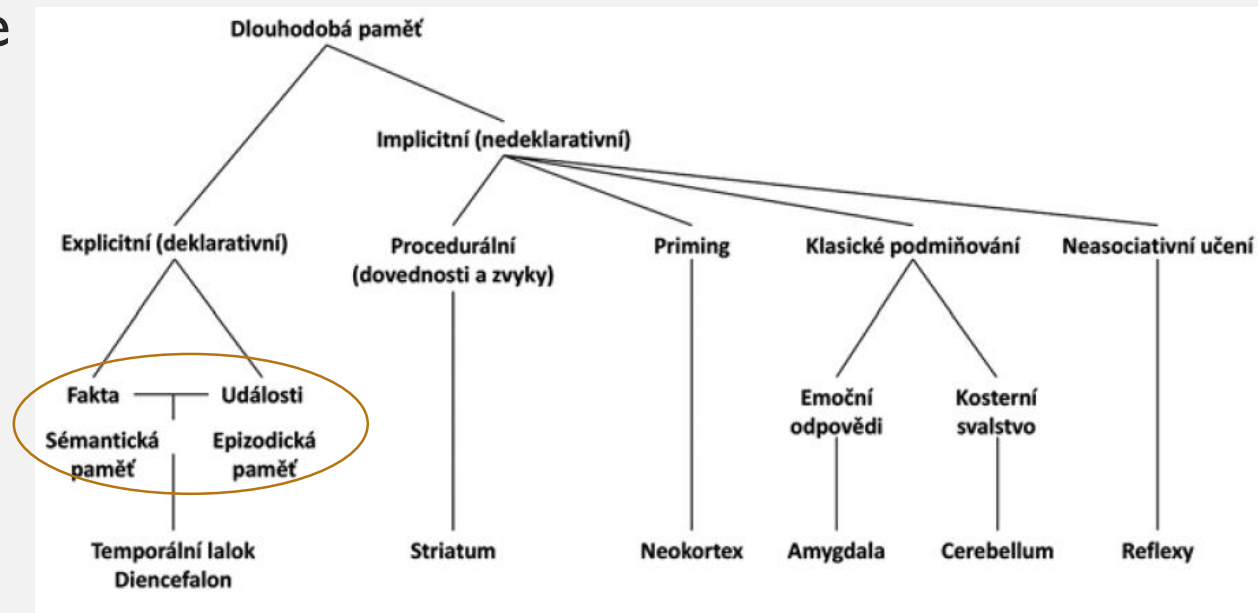 e
Dlouhodobá paměť
Implicitní (nedeklarativní)
Explicitní (deklarativní)
Procedurální
(dovednosti a zvyky)
Priming
Klasické podmiňování
Neasociativní učení
Fakta
Události
Sémantická
paměť
Epizodická
paměť
Emoční
odpovědi
Kosterní
svalstvo
Temporální lalok
Diencefalon
Striatum
Neokortex
Amygdala
Cerebellum
Reflexy